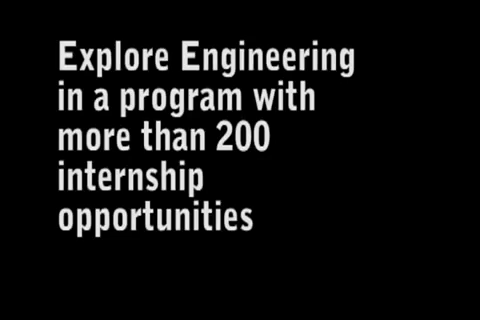 Explore Engineering
in a program with
more than 200
internship
opportunities